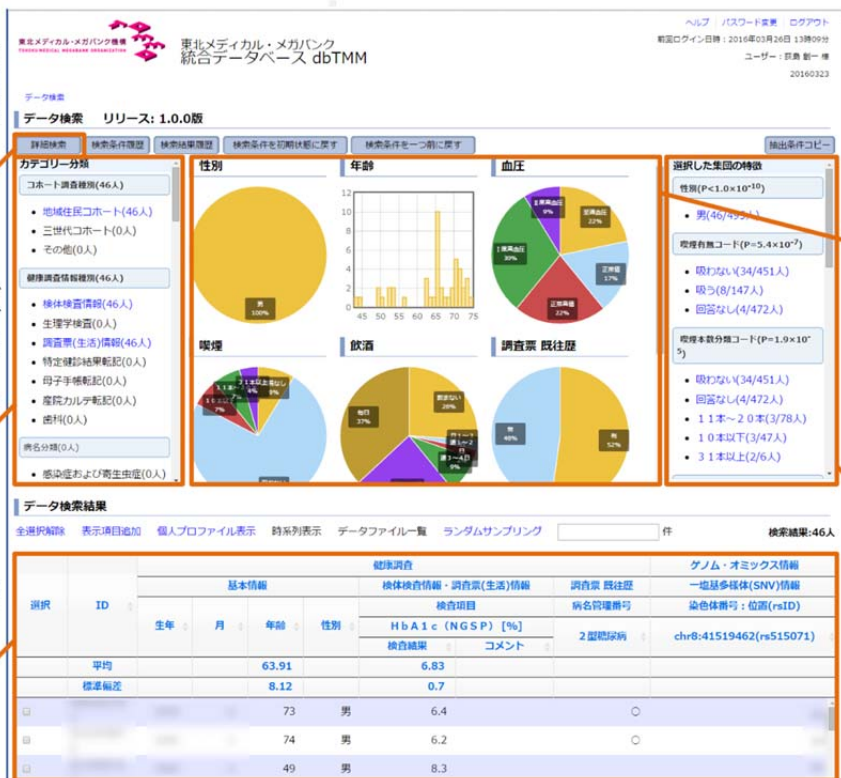 ヘルプ | パスワード変更 | ログアウト
東北メディカル・メガバンク機構
TOHOKU MEDICAL MEGABANK ORGANIZATION
東北メディカル・メガバンク
統合データベース dbTMM
前回ログイン日時：2016年03月26日 13時09分
ユーザー：荻島 創一 様
20160323
データ検索
データ検索 リリース: 1.0.0版
詳細検索 検索条件履歴 検索結果履歴 検索条件を初期状態に戻す 検索条件を一つ前に戻す 抽出条件コピー
カテゴリー分類
コホート調査種別(46人)
• 地域住民コホート(46人)
• 三世代コホート(0人)
• その他(0人)
健康調査情報種別(46人)
• 検体検査情報(46人)
• 生理学検査(0人)
• 調査票(生活)情報(46人)
• 特定健診結果転記(0人)
• 母子手帳転記(0人)
• 産院カルテ転記(0人)
• 歯科(0人)
病名分類(0人)
• 感染症および寄生虫症(0人)
性別
男
100%
年齢
12
10
8
6
4
2
0
45 50 55 60 65 70 75
血圧
II度高血圧
9%
至適血圧
22%
I度高血圧
30%
正常値
17%
正常高値
22%
喫煙
7%
飲酒
毎日
37%
飲まない
28%
9%
調査票 既往歴
無
48%
有
52%
選択した集団の特徴
性別(P<1.0×10⁻¹⁰)
• 男(46/495人)
喫煙有無コード(P=5.4×10⁻⁷)
• 吸わない(34/451人)
• 吸う(8/147人)
• 回答なし(4/472人)
喫煙本数分類コード(P=1.9×10⁻
⁵)
• 吸わない(34/451人)
• 回答なし(4/472人)
• 11本～20本(3/78人)
• 10本以下(3/47人)
• 31本以上(2/6人)
データ検索結果
全選択解除 表示項目追加 個人プロファイル表示 時系列表示 データファイル一覧 ランダムサンプリング 件 検索結果:46人
健康調査 ゲノム・オミックス情報
基本情報 検体検査情報・調査票(生活)情報 調査票 既往歴 一塩基多様体(SNV)情報
選択 ID 検査項目 病名管理番号 染色体番号：位置(rsID)
生年 月 年齢 性別 HbA1c（NGSP）[%] 2型糖尿病 chr8:41519462(rs515071)
検査結果 コメント
平均 63.91 6.83
標準偏差 8.12 0.7
73 男 6.4 ○
74 男 6.2 ○
49 男 8.3